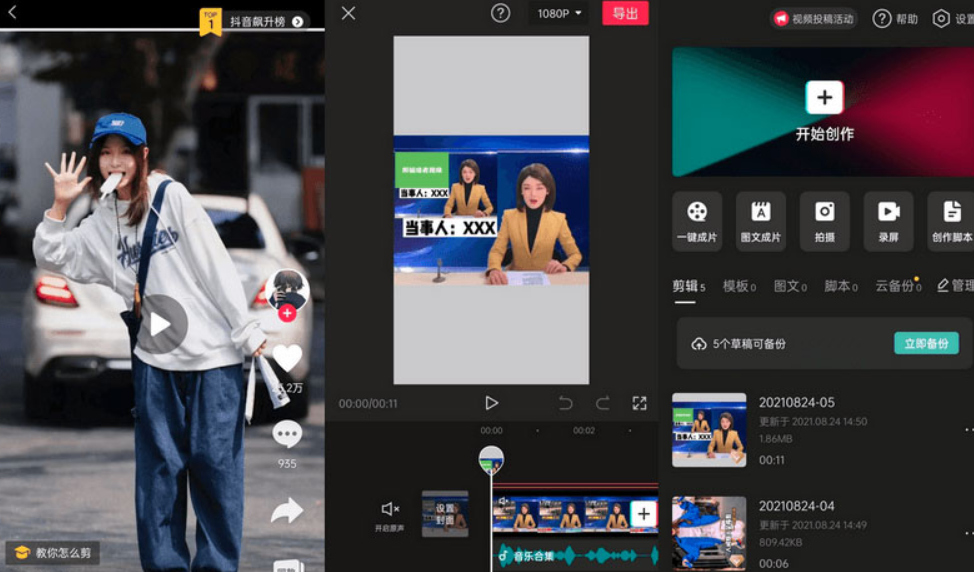 TOP
1
抖音飙升榜
5.2万
935
教你怎么剪
1080P
导出
当事人：XXX
当事人：XXX
00:00/00:11
00:00
00:02
开启原声
设置
封面
音乐合集
视频投稿活动
帮助
开始创作
一键成片
图文成片
拍摄
录屏
创作脚本
剪辑 5
模板 0
图文 0
脚本 0
云备份 0
管理
5个草稿可备份
立即备份
20210824-05
更新于 2021.08.24 14:50
1.86MB
00:11
当事人：XXX
20210824-04
更新于 2021.08.24 14:49
809.42KB
00:06